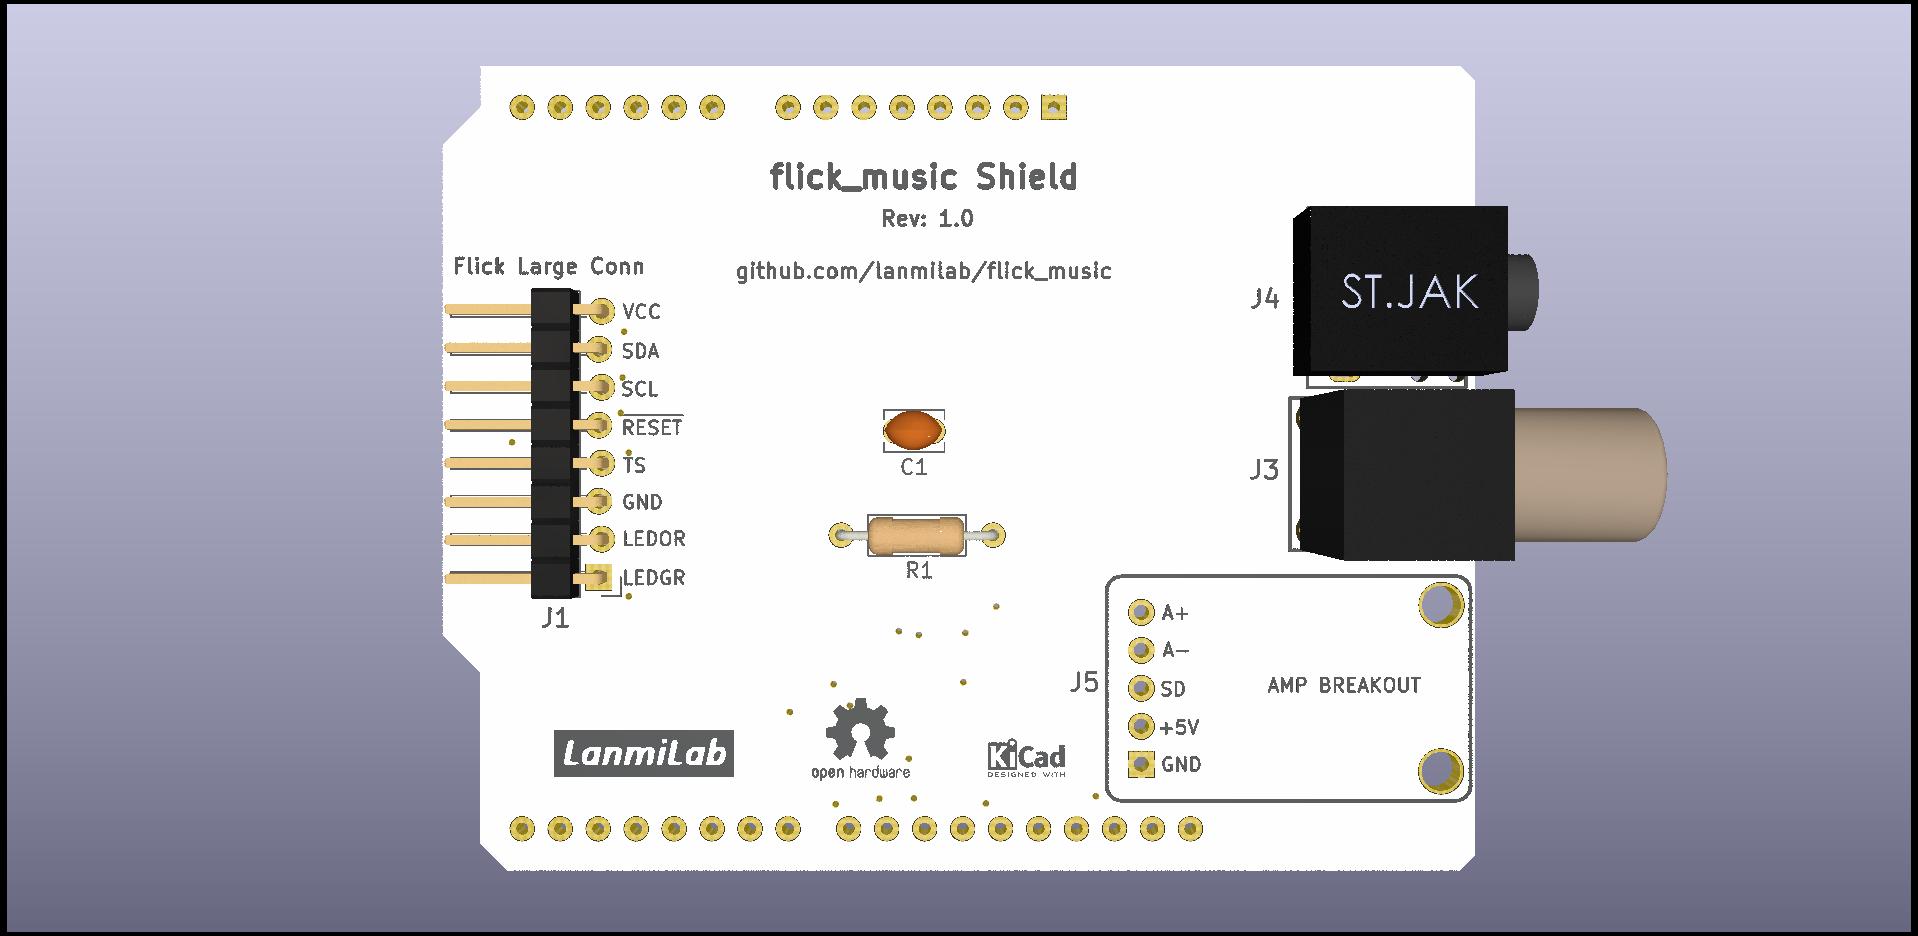 flick_music Shield
Rev: 1.0
github.com/lanmilab/flick_music
Flick Large Conn
VCC
SDA
SCL
RESET
TS
GND
LEDOR
LEDGR
J1
J4
ST.JAK
J3
C1
R1
J5
A+
A-
SD
+5V
GND
AMP BREAKOUT
LanmiLab
open hardware
KiCad
DESIGNED WITH